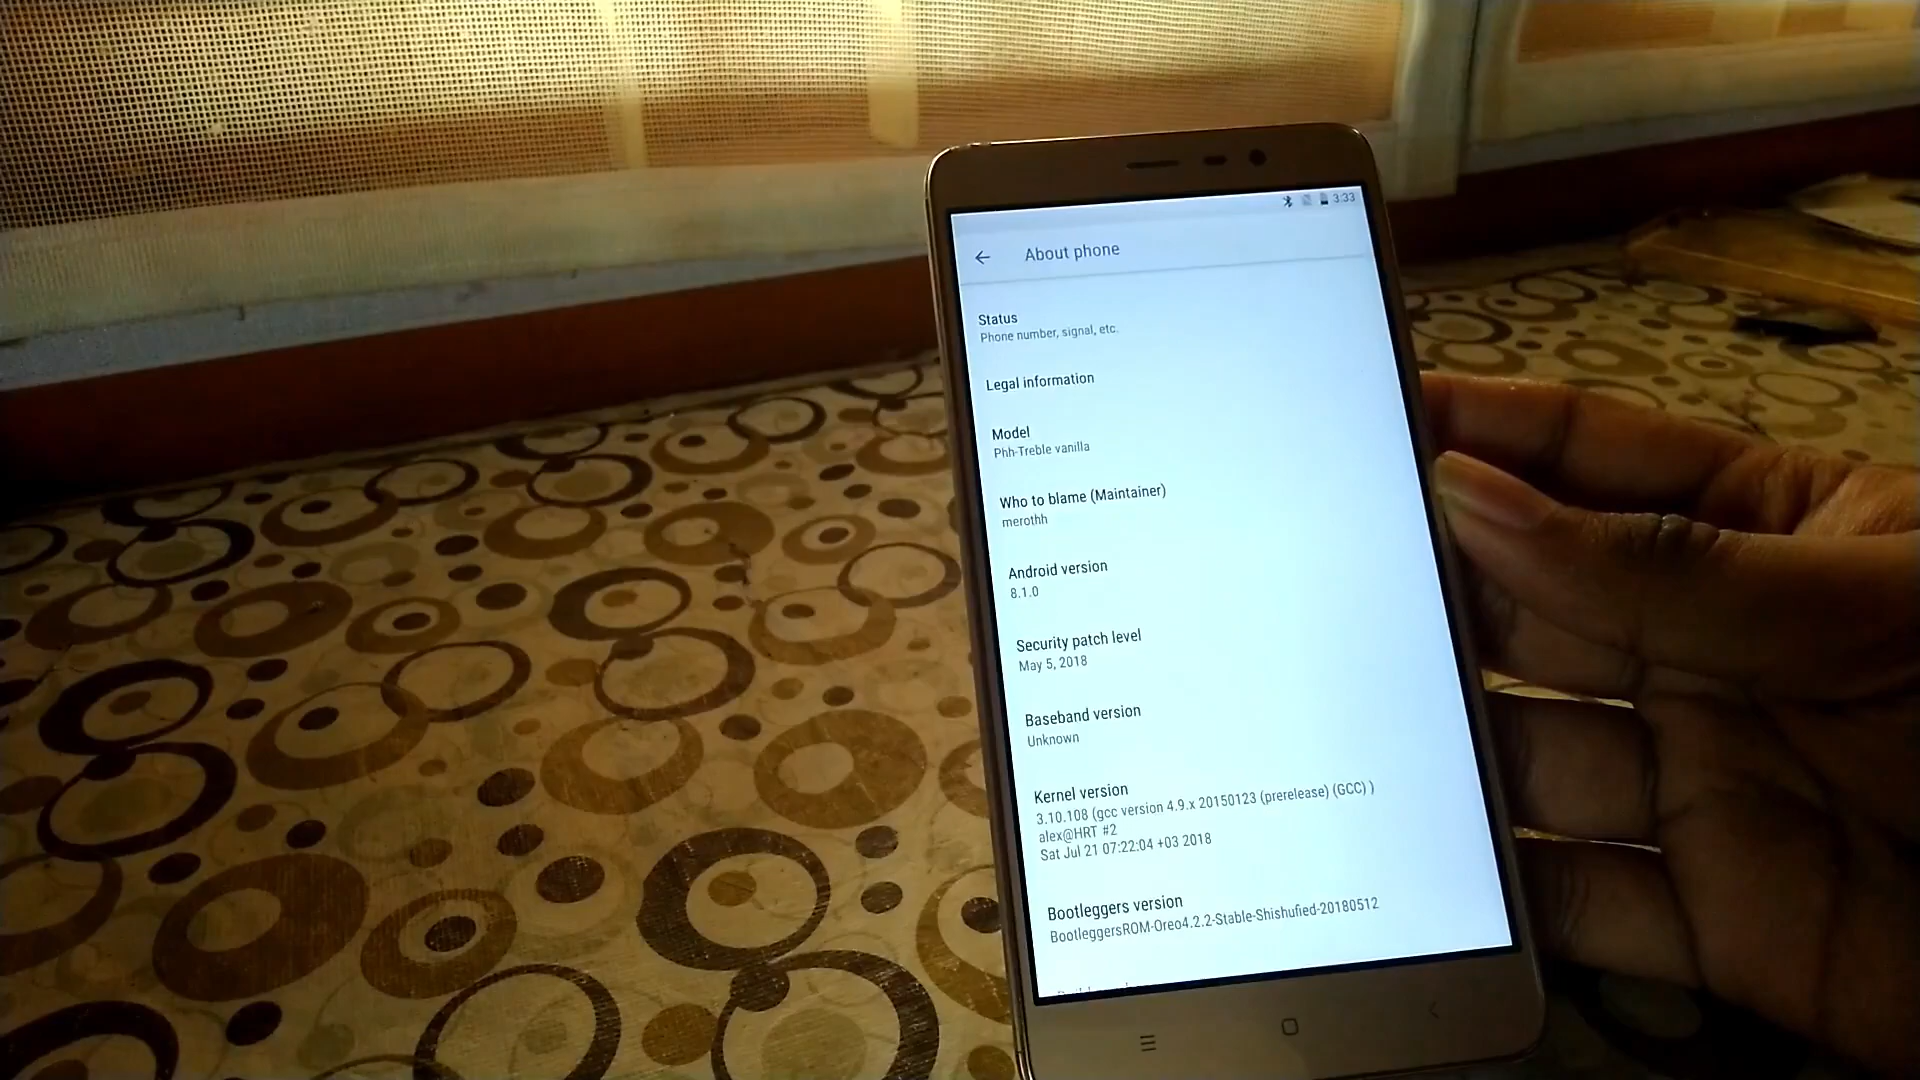 3:33
About phone
Status
Phone number, signal, etc.
Legal information
Model
Phh-Treble vanilla
Who to blame (Maintainer)
merothh
Android version
8.1.0
Security patch level
May 5, 2018
Baseband version
Unknown
Kernel version
3.10.108 (gcc version 4.9.x 20150123 (prerelease) (GCC) )
alex@HRT #2
Sat Jul 21 07:22:04 +03 2018
Bootleggers version
BootleggersROM-Oreo4.2.2-Stable-Shishufied-20180512